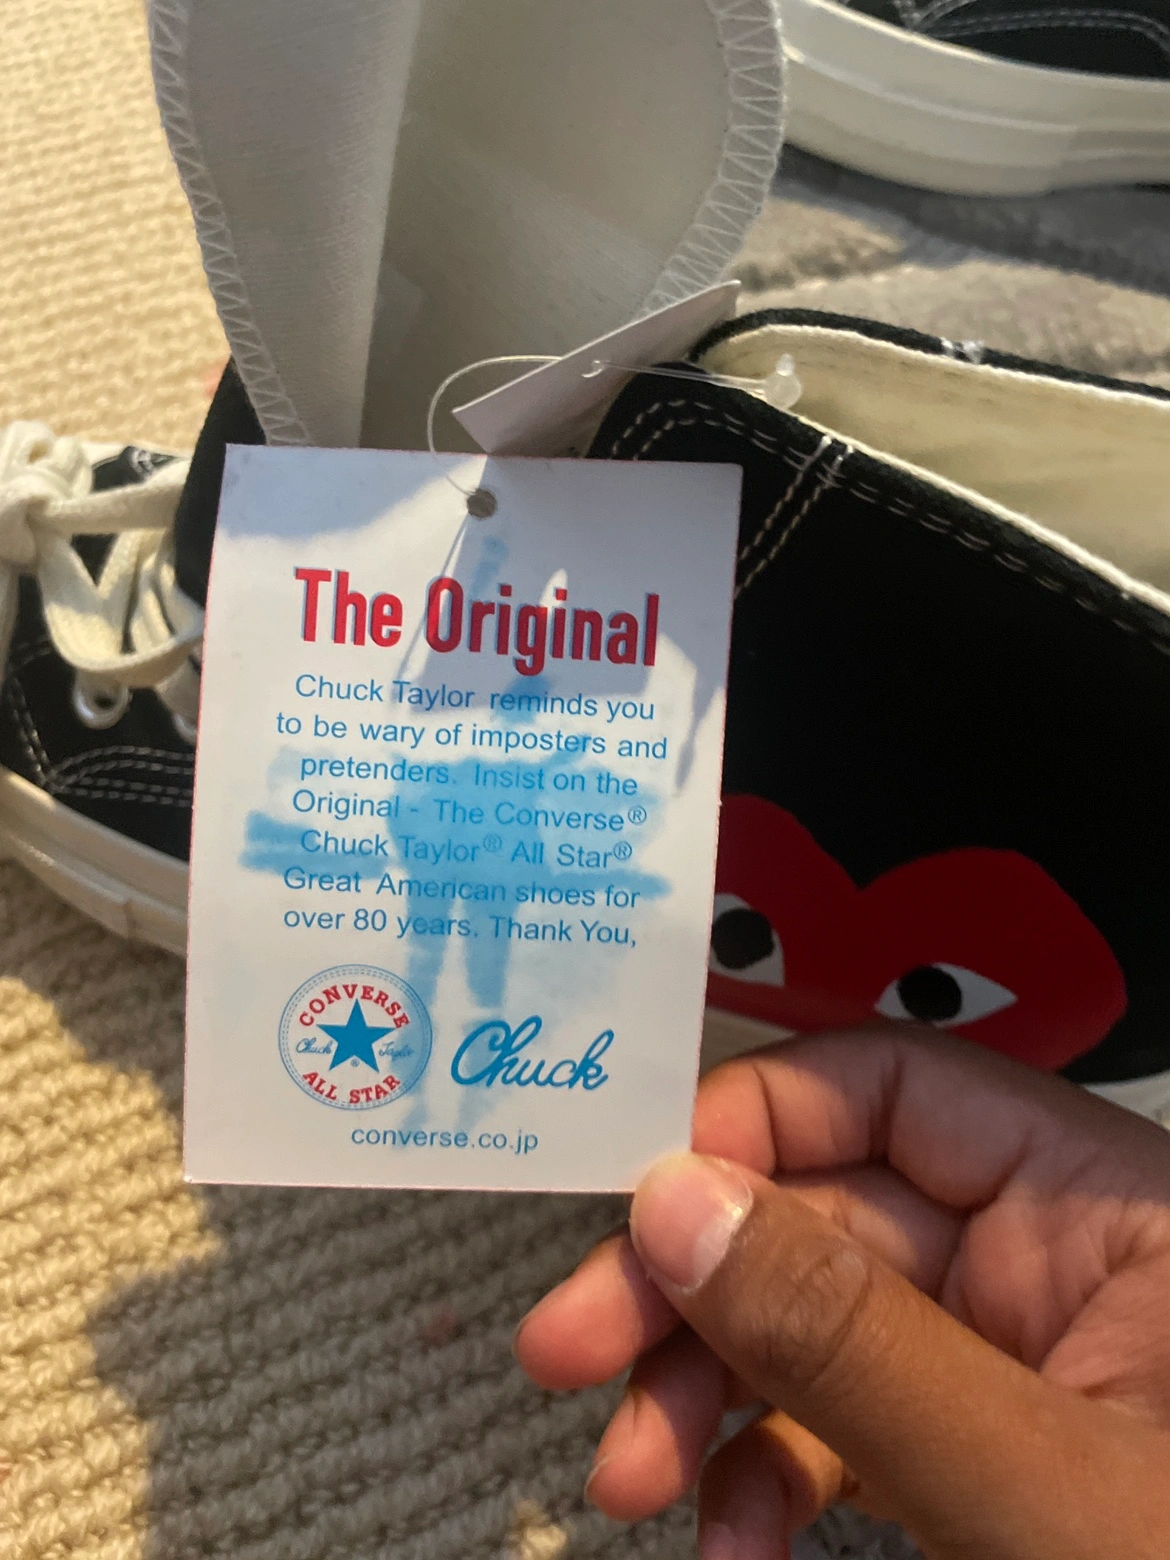 The Original
Chuck Taylor reminds you
to be wary of imposters and
pretenders. Insist on the
Original - The Converse®
Chuck Taylor® All Star®
Great American shoes for
over 80 years. Thank You,
CONVERSE
Chuck Taylor
®
ALL STAR
Chuck
converse.co.jp